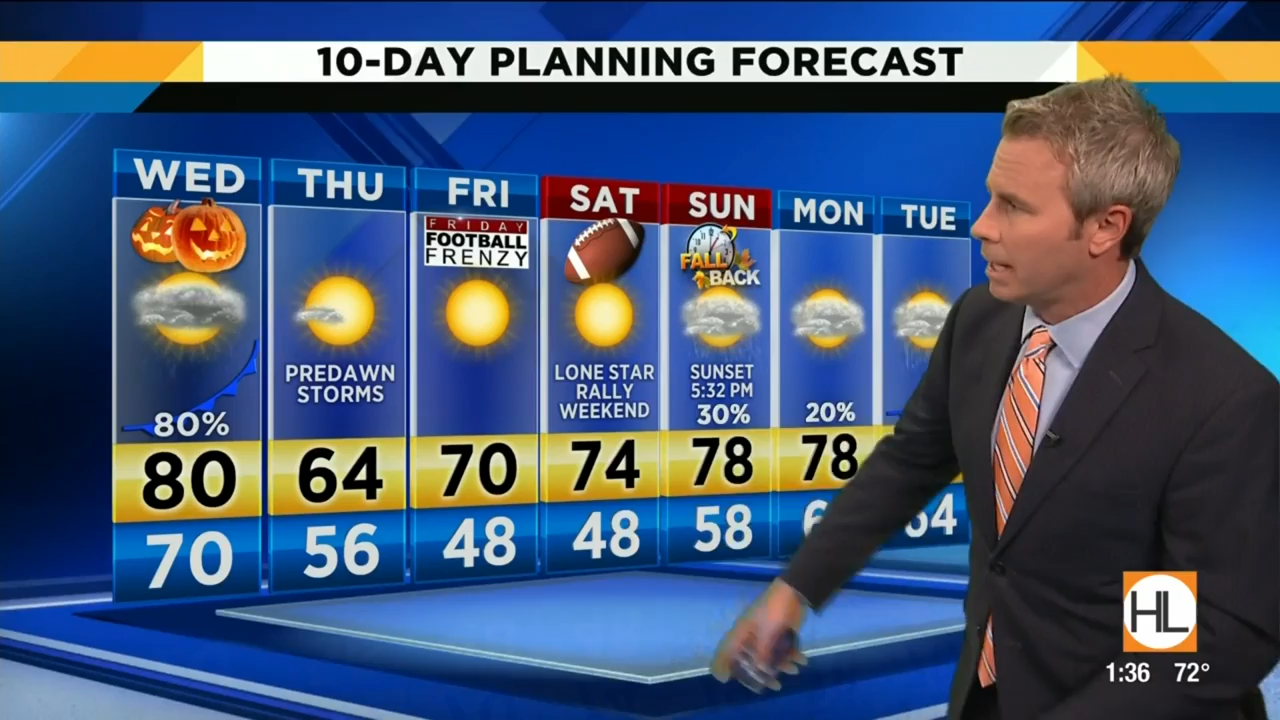 10-DAY PLANNING FORECAST
WED
THU
FRI
SAT
SUN
MON
TUE
FRIDAY
FOOTBALL
FRENZY
FALL
BACK
PREDAWN
STORMS
LONE STAR
RALLY
WEEKEND
SUNSET
5:32 PM
80%
30%
20%
80
64
70
74
78
78
70
56
48
48
58
HL
1:36 72°